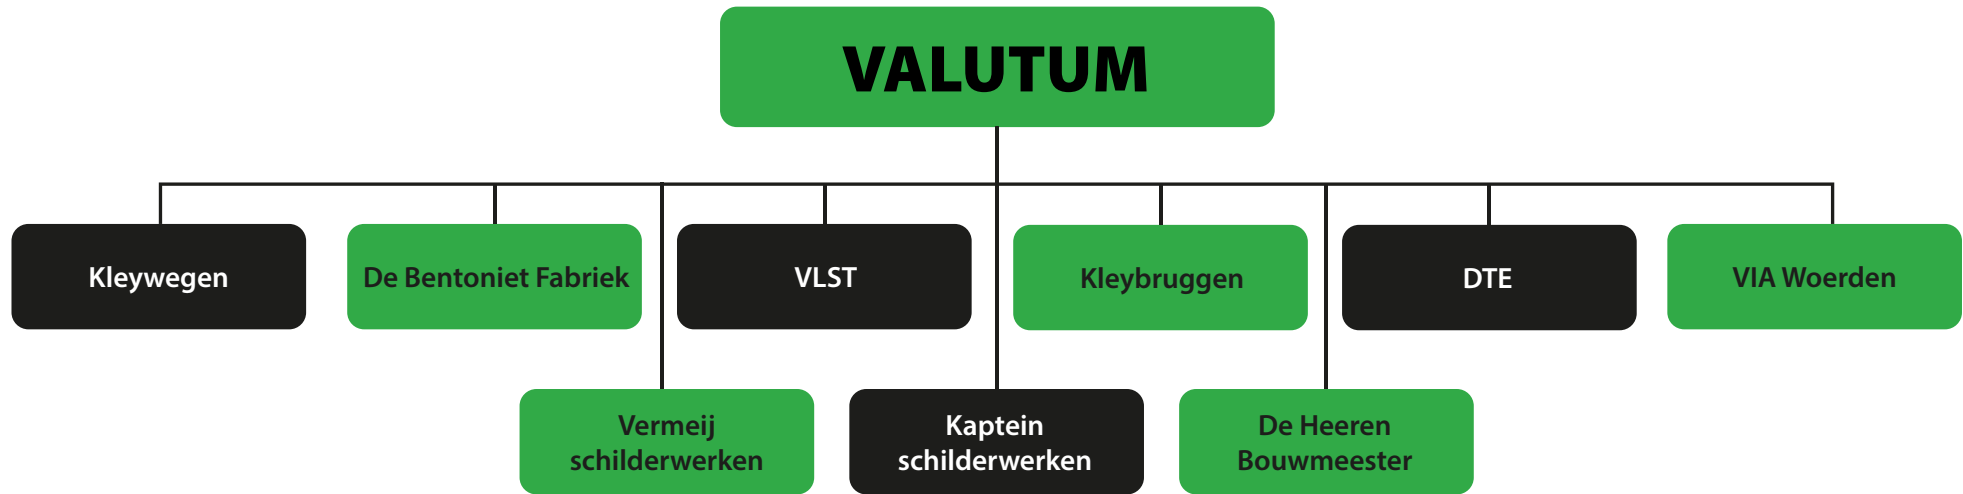 VALUTUM
Kleywegen
De Bentoniet Fabriek
VLST
Kleybruggen
DTE
VIA Woerden
Vermeij
schilderwerken
Kaptein
schilderwerken
De Heeren
Bouwmeester